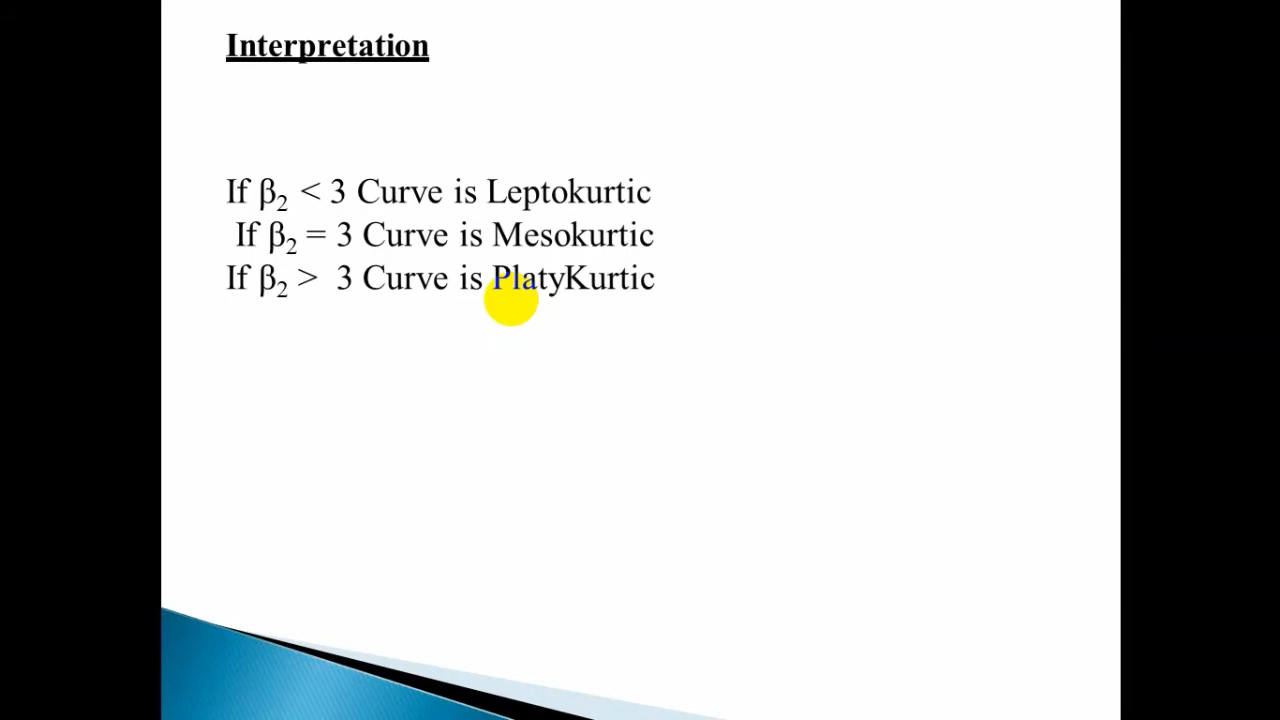 Interpretation
If β₂ < 3 Curve is Leptokurtic
If β₂ = 3 Curve is Mesokurtic
If β₂ > 3 Curve is PlatyKurtic